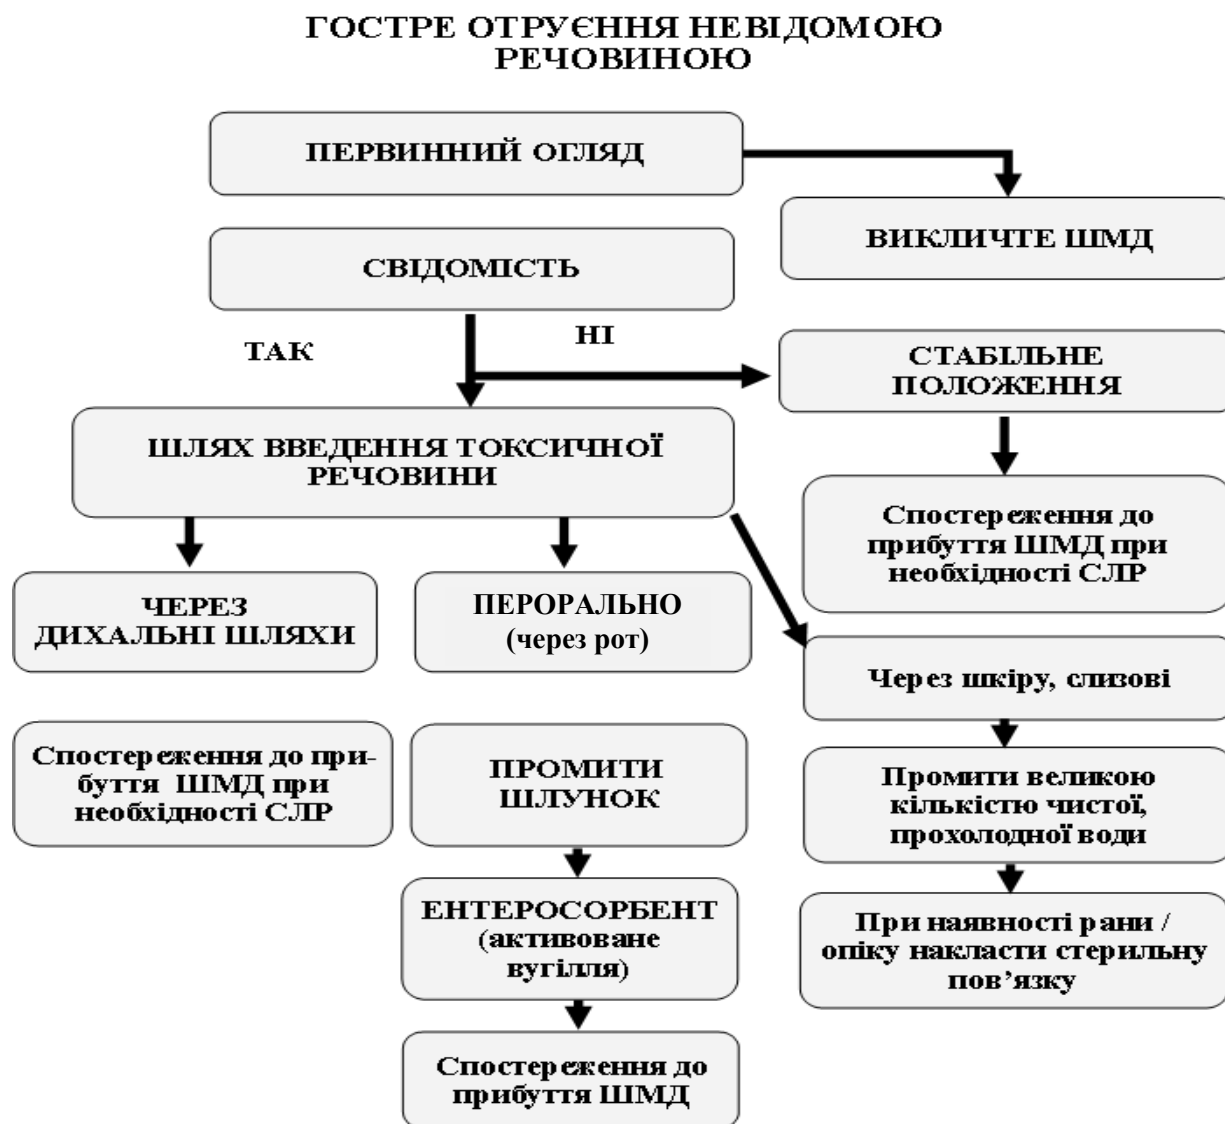 ГОСТРЕ ОТРУЄННЯ НЕВІДОМОЮ
РЕЧОВИНОЮ
ПЕРВИННИЙ ОГЛЯД
ВИКЛИЧТЕ ШМД
СВІДОМІСТЬ
ТАК
НІ
СТАБІЛЬНЕ
ПОЛОЖЕННЯ
ШЛЯХ ВВЕДЕННЯ ТОКСИЧНОЇ
РЕЧОВИНИ
Спостереження до
прибуття ШМД при
необхідності СЛР
ЧЕРЕЗ
ДИХАЛЬНІ ШЛЯХИ
ПЕРОРАЛЬНО
(через рот)
Через шкіру, слизові
Спостереження до при-
буття ШМД при
необхідності СЛР
ПРОМИТИ
ШЛУНОК
Промити великою
кількістю чистої,
прохолодної води
ЕНТЕРОСОРБЕНТ
(активоване
вугілля)
При наявності рани /
опіку накласти стерильну
пов’язку
Спостереження до
прибуття ШМД